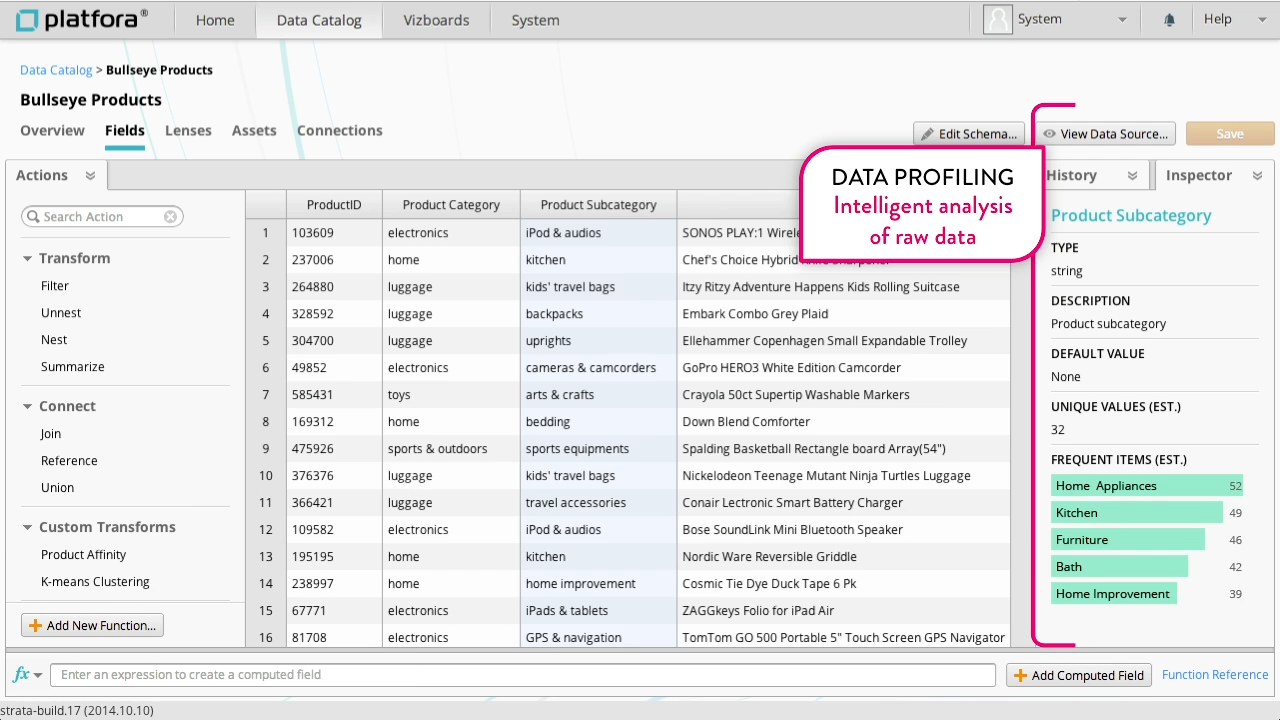 platfora®
Home
Data Catalog
Vizboards
System
System
Help
Data Catalog > Bullseye Products
Bullseye Products
Overview
Fields
Lenses
Assets
Connections
Edit Schema...
View Data Source...
Save
DATA PROFILING
Intelligent analysis
of raw data
Actions
Search Action
Transform
Filter
Unnest
Nest
Summarize
Connect
Join
Reference
Union
Custom Transforms
Product Affinity
K-means Clustering
Add New Function...
ProductID Product Category Product Subcategory
1 103609 electronics iPod & audios SONOS PLAY:1
2 237006 home kitchen Chef's Choice Hybrid
3 264880 luggage kids' travel bags Itzy Ritzy Adventure Happens Kids Rolling Suitcase
4 328592 luggage backpacks Embark Combo Grey Plaid
5 304700 luggage uprights Ellehammer Copenhagen Small Expandable Trolley
6 49852 electronics cameras & camcorders GoPro HERO3 White Edition Camcorder
7 585431 toys arts & crafts Crayola 50ct Supertip Washable Markers
8 169312 home bedding Down Blend Comforter
9 475926 sports & outdoors sports equipments Spalding Basketball Rectangle board Array(54")
10 376376 luggage kids' travel bags Nickelodeon Teenage Mutant Ninja Turtles Luggage
11 366421 luggage travel accessories Conair Lectronic Smart Battery Charger
12 109582 electronics iPod & audios Bose SoundLink Mini Bluetooth Speaker
13 195195 home kitchen Nordic Ware Reversible Griddle
14 238997 home home improvement Cosmic Tie Dye Duck Tape 6 Pk
15 67771 electronics iPads & tablets ZAGGkeys Folio for iPad Air
16 81708 electronics GPS & navigation TomTom GO 500 Portable 5" Touch Screen GPS Navigator
History
Inspector
Product Subcategory
TYPE
string
DESCRIPTION
Product subcategory
DEFAULT VALUE
None
UNIQUE VALUES (EST.)
32
FREQUENT ITEMS (EST.)
Home Appliances 52
Kitchen 49
Furniture 46
Bath 42
Home Improvement 39
fx
Enter an expression to create a computed field
Add Computed Field
Function Reference
strata-build.17 (2014.10.10)